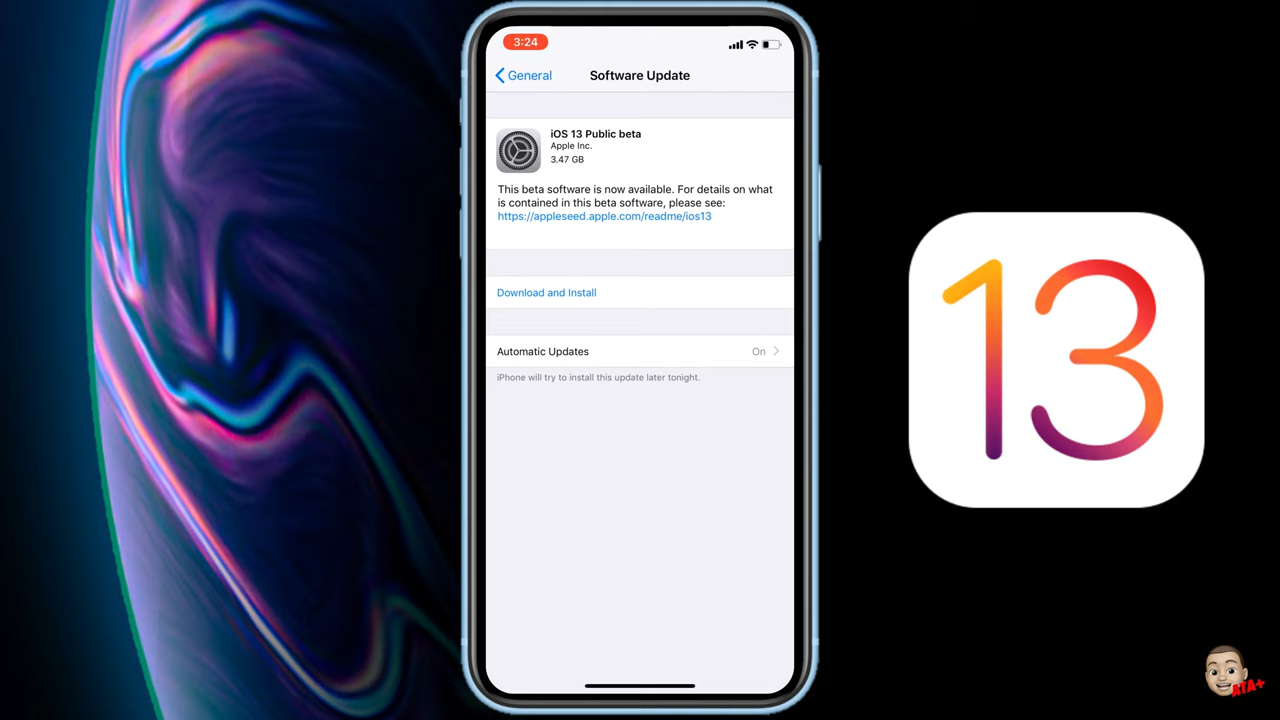 3:24
General
Software Update
iOS 13 Public beta
Apple Inc.
3.47 GB
This beta software is now available. For details on what
is contained in this beta software, please see:
https://appleseed.apple.com/readme/ios13
Download and Install
Automatic Updates
On
iPhone will try to install this update later tonight.
13
ATA+